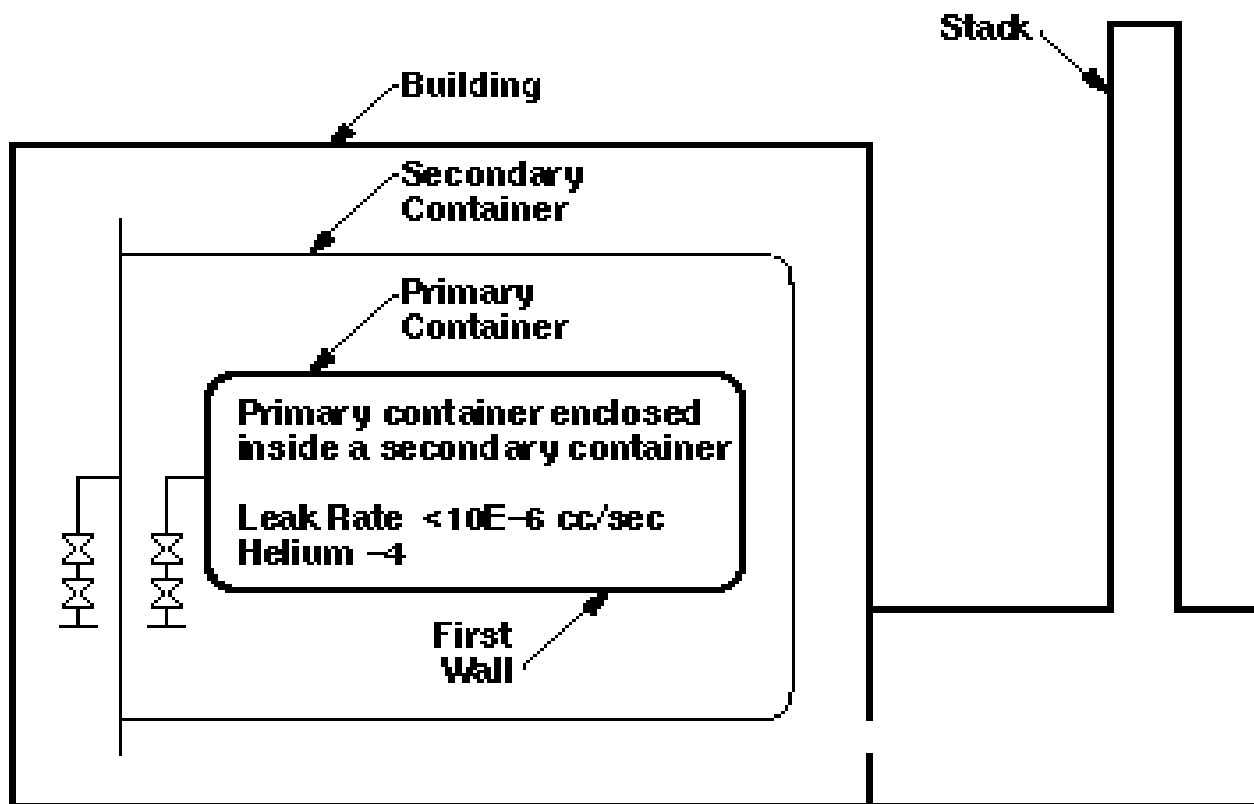 Stack
Building
Secondary
Container
Primary
Container
Primary container enclosed
inside a secondary container
Leak Rate <10E-6 cc/sec
Helium -4
First
Wall